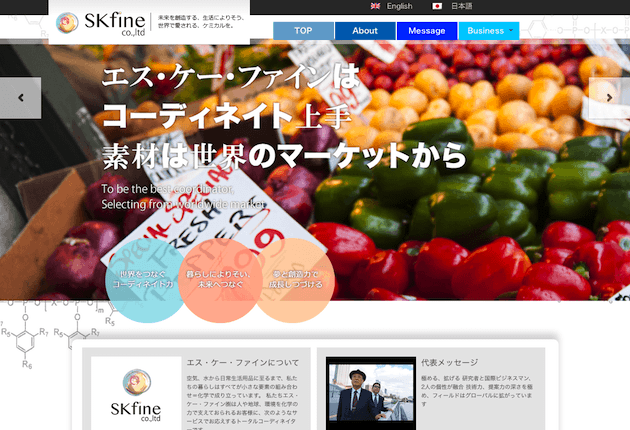 English
日本語
SKfine
co.,ltd
未来を創造する、生活によりそう、
世界で愛される、ケミカルを。
TOP
About
Message
Business
エス・ケー・ファインは
コーディネイト上手
素材は世界のマーケットから
To be the best coordinator,
Selecting from worldwide market.
SPECIAL
FRESH
世界をつなぐ
コーディネイト力
暮らしによりそい、
未来へつなぐ
夢と創造力で
成長しつづける
O
P
O
X
O
P
O
m
R5
R7
R6
R7
R5
R6
エス・ケー・ファインについて
空気、水から日常生活用品に至るまで、私た
ちの暮らしはすべてが小さな要素の組み合わ
せ＝化学で成り立っています。 私たちエス・
ケー・ファイン㈱は人や地球、環境を化学の
力で支えておられるお客様に、次のようなサ
ービスでお応えするトータルコーディネイタ
SKfine
co.,ltd
代表メッセージ
極める、拡げる 研究者と国際ビジネスマン、
2人の個性が融合 技術力、提案力の深さを極
め、フィールドはグローバルに拡がっていま
す